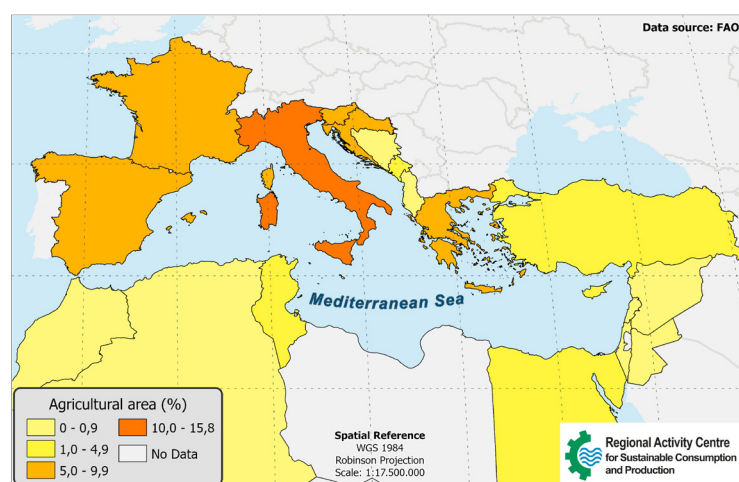 Data source: FAO
Mediterranean Sea
Agricultural area (%)
0 - 0,9
1,0 - 4,9
5,0 - 9,9
10,0 - 15,8
No Data
Spatial Reference
WGS 1984
Robinson Projection
Scale: 1:17.500.000
Regional Activity Centre
for Sustainable Consumption
and Production